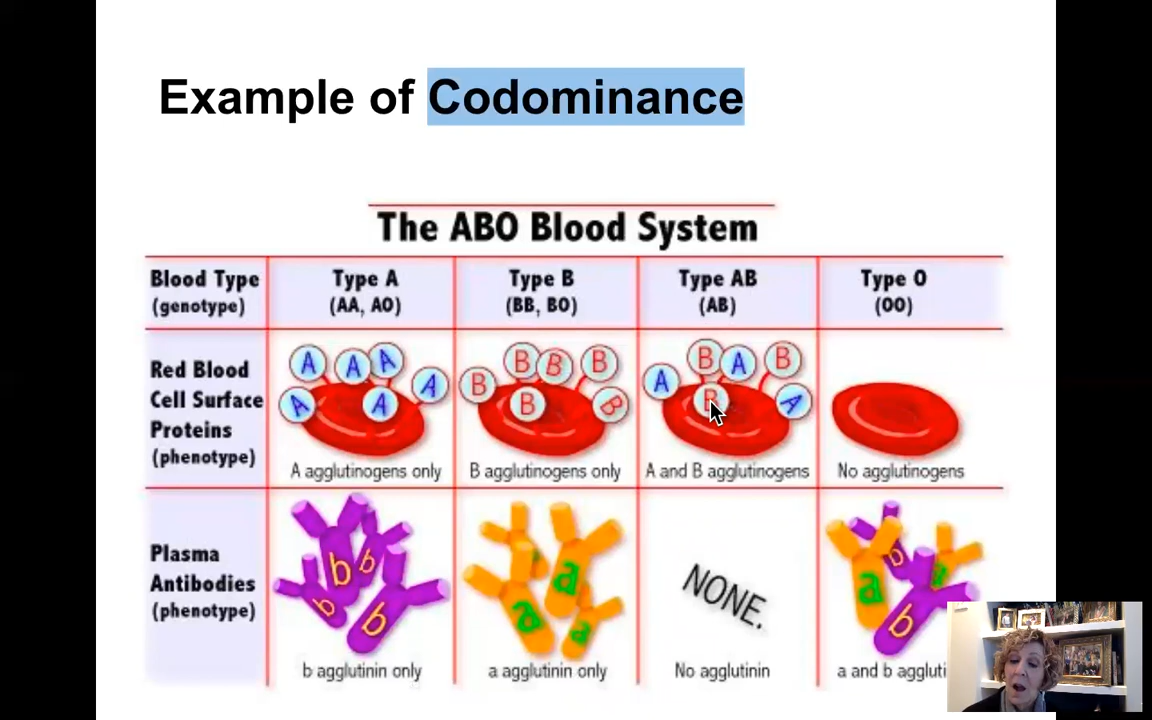 Example of Codominance
The ABO Blood System
Blood Type
(genotype)
Type A
(AA, AO)
Type B
(BB, BO)
Type AB
(AB)
Type O
(OO)
Red Blood
Cell Surface
Proteins
(phenotype)
A A A A A A
A agglutinogens only
B B B B B B
B agglutinogens only
B A B A B A
A and B agglutinogens
No agglutinogens
Plasma
Antibodies
(phenotype)
b b b b
b agglutinin only
a a a
a agglutinin only
NONE.
No agglutinin
b a a b
a and b aggluti